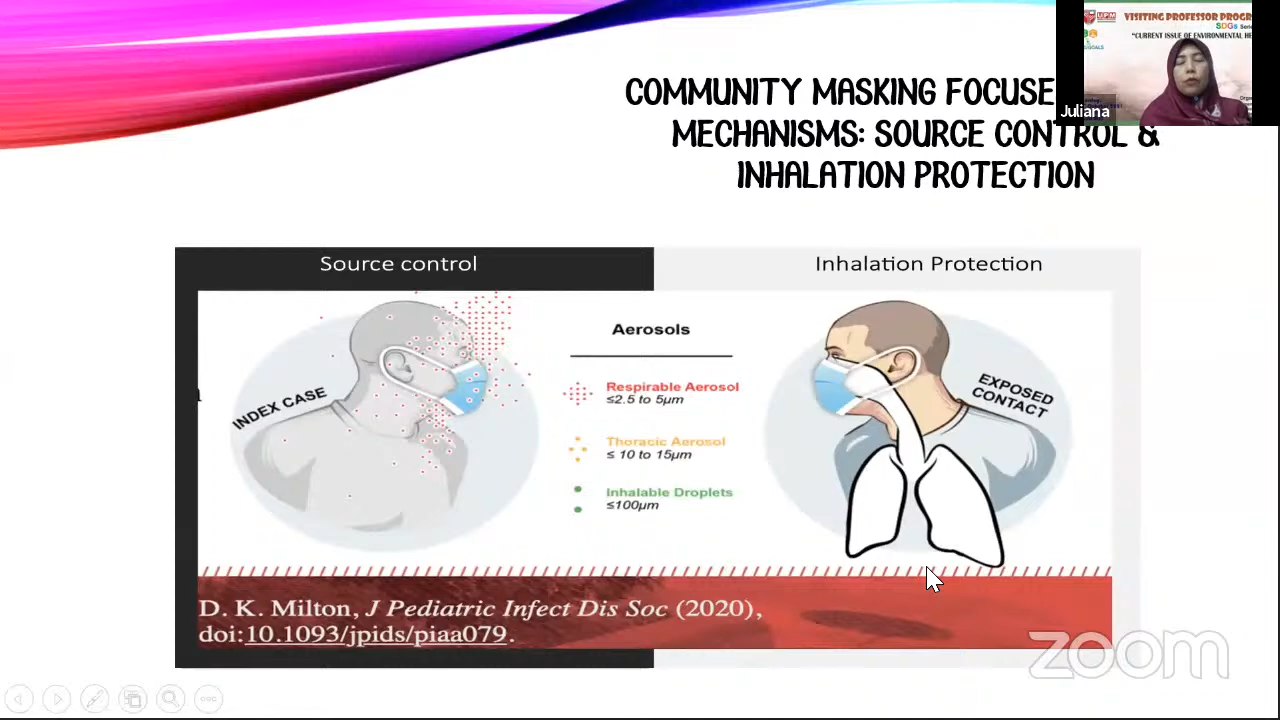 COMMUNITY MASKING FOCUSE
MECHANISMS: SOURCE CONTROL &
INHALATION PROTECTION
VISITING PROFESSOR PROGR
SDGs Serie
"CURRENT ISSUE OF ENVIRONMENTAL HE
Juliana
Source control
Inhalation Protection
INDEX CASE
Aerosols
Respirable Aerosol
≤2.5 to 5µm
Thoracic Aerosol
≤ 10 to 15µm
Inhalable Droplets
≤100µm
EXPOSED
CONTACT
D. K. Milton, J Pediatric Infect Dis Soc (2020),
doi:10.1093/jpids/piaa079.
zoom